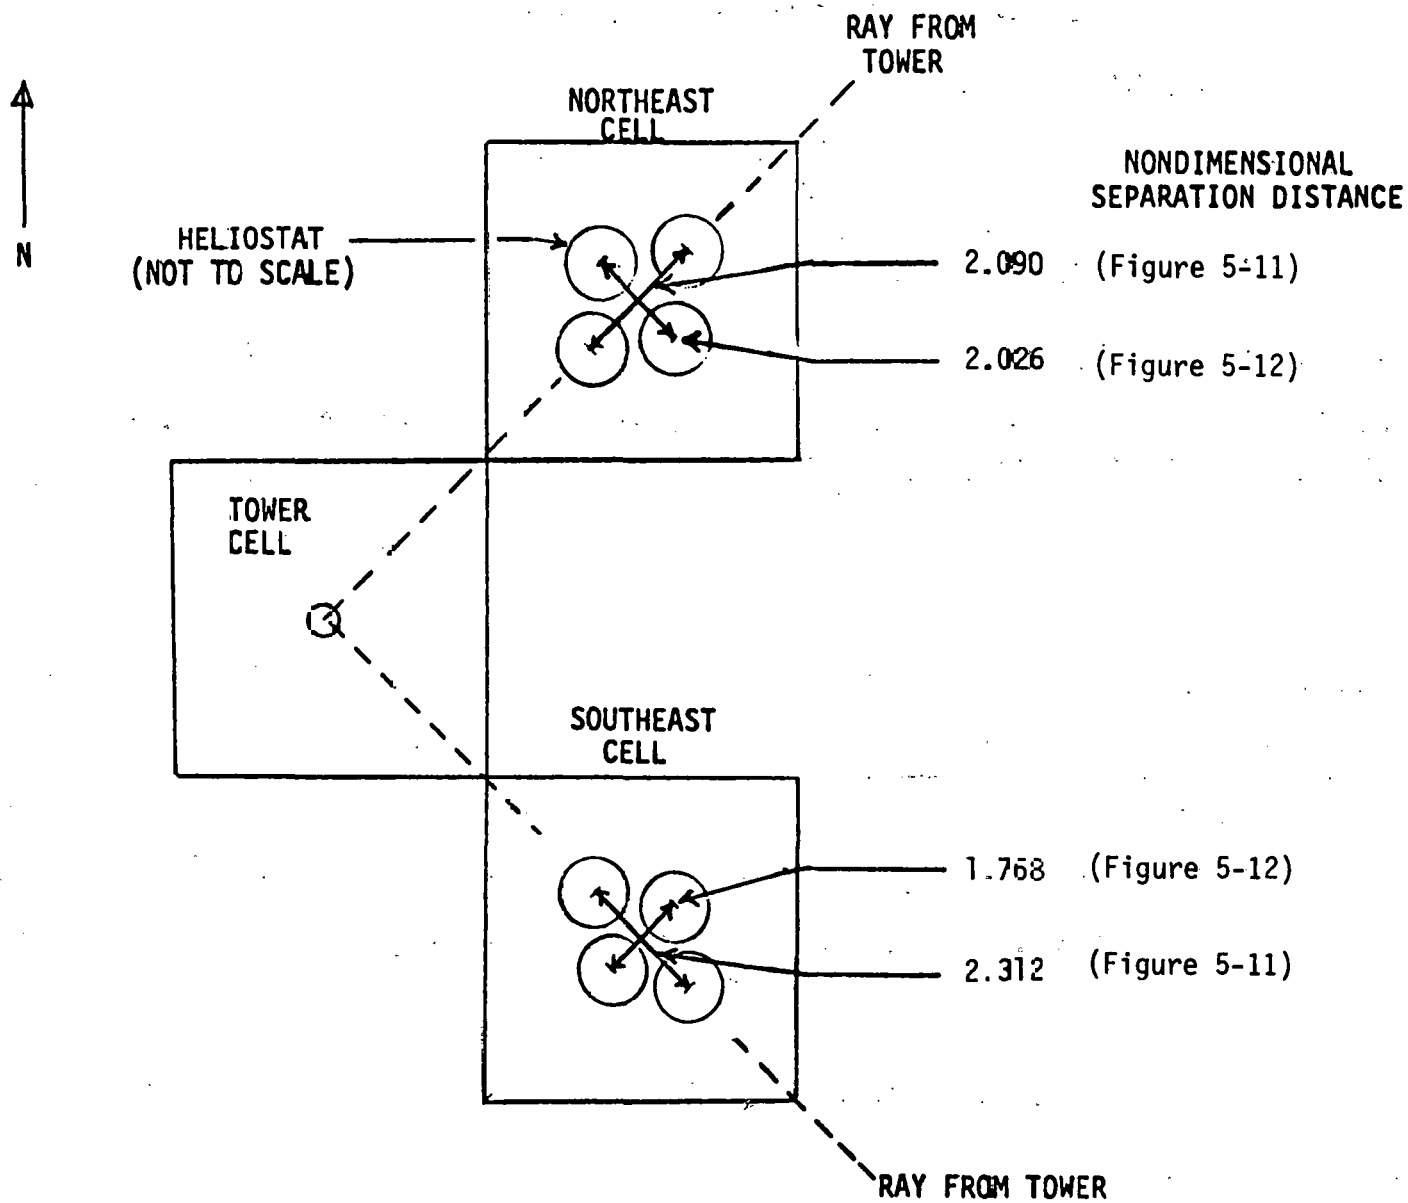 RAY FROM
TOWER
NORTHEAST
CELL
NONDIMENSIONAL
SEPARATION DISTANCE
HELIOSTAT
(NOT TO SCALE)
N
2.090 (Figure 5-11)
2.026 (Figure 5-12)
TOWER
CELL
SOUTHEAST
CELL
1.768 (Figure 5-12)
2.312 (Figure 5-11)
RAY FROM TOWER